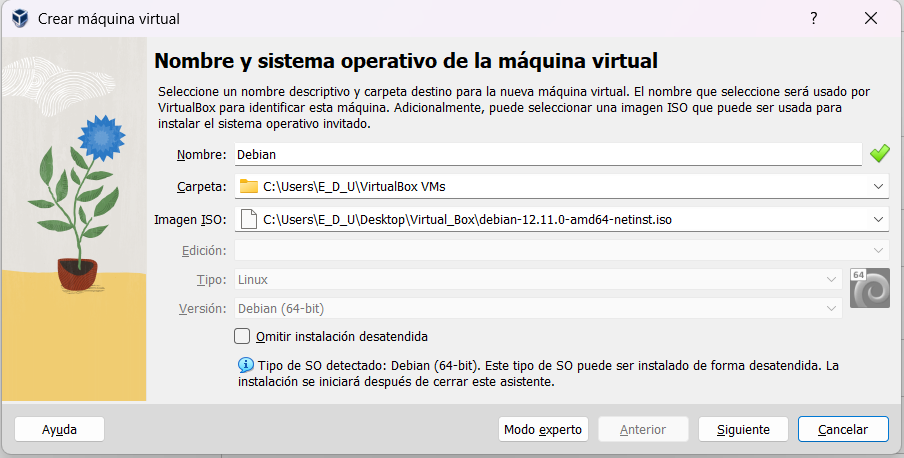 Crear máquina virtual
?
Nombre y sistema operativo de la máquina virtual
Seleccione un nombre descriptivo y carpeta destino para la nueva máquina virtual. El nombre que seleccione será usado por
VirtualBox para identificar esta máquina. Adicionalmente, puede seleccionar una imagen ISO que puede ser usada para
instalar el sistema operativo invitado.
Nombre: Debian
Carpeta: C:\Users\E_D_U\VirtualBox VMs
Imagen ISO: C:\Users\E_D_U\Desktop\Virtual_Box\debian-12.11.0-amd64-netinst.iso
Edición:
Tipo: Linux
64
Versión: Debian (64-bit)
Omitir instalación desatendida
Tipo de SO detectado: Debian (64-bit). Este tipo de SO puede ser instalado de forma desatendida. La
instalación se iniciará después de cerrar este asistente.
Ayuda Modo experto Anterior Siguiente Cancelar